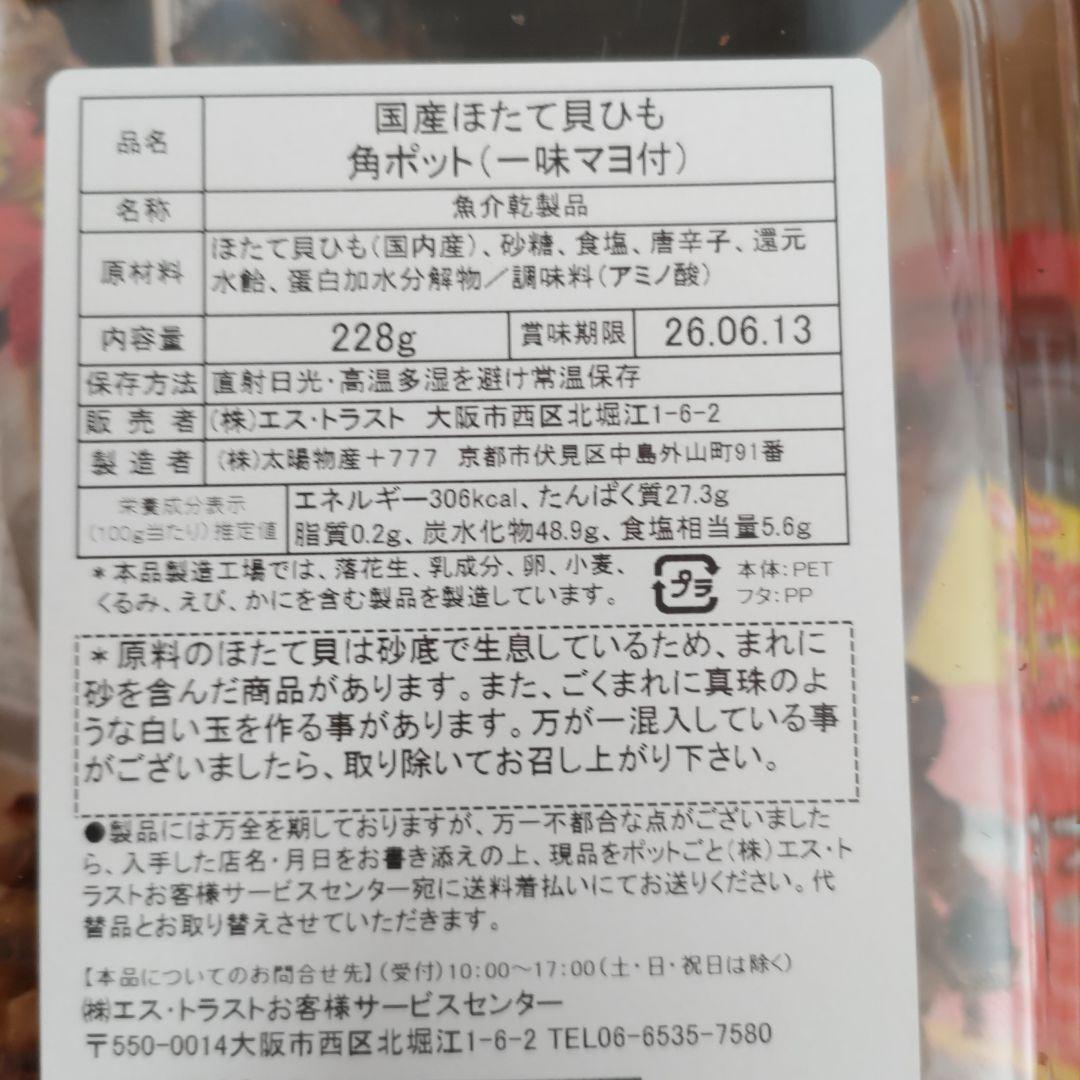 品名 国産ほたて貝ひも
角ポット(一味マヨ付)
名称 魚介乾製品
原材料 ほたて貝ひも(国内産)、砂糖、食塩、唐辛子、還元
水飴、蛋白加水分解物/調味料(アミノ酸)
内容量 228g 賞味期限 26.06.13
保存方法 直射日光・高温多湿を避け常温保存
販売者 (株)エス・トラスト 大阪市西区北堀江1-6-2
製造者 (株)太陽物産+777 京都市伏見区中島外山町91番
栄養成分表示 エネルギー306kcal、たんぱく質27.3g
(100g当たり)推定値 脂質0.2g、炭水化物48.9g、食塩相当量5.6g
*本品製造工場では、落花生、乳成分、卵、小麦、
くるみ、えび、かにを含む製品を製造しています。
プラ 本体:PET
フタ:PP
*原料のほたて貝は砂底で生息しているため、まれに
砂を含んだ商品があります。また、ごくまれに真珠のよ
うな白い玉を作る事があります。万が一混入している事
がございましたら、取り除いてお召し上がり下さい。
●製品には万全を期しておりますが、万一不都合な点がございました
ら、入手した店名・月日をお書き添えの上、現品をポットごと(株)エス・ト
ラストお客様サービスセンター宛に送料着払いにてお送りください。代
替品とお取り替えさせていただきます。
【本品についてのお問合せ先】(受付)10:00~17:00(土・日・祝日は除く)
㈱エス・トラストお客様サービスセンター
〒550-0014大阪市西区北堀江1-6-2 TEL06-6535-7580